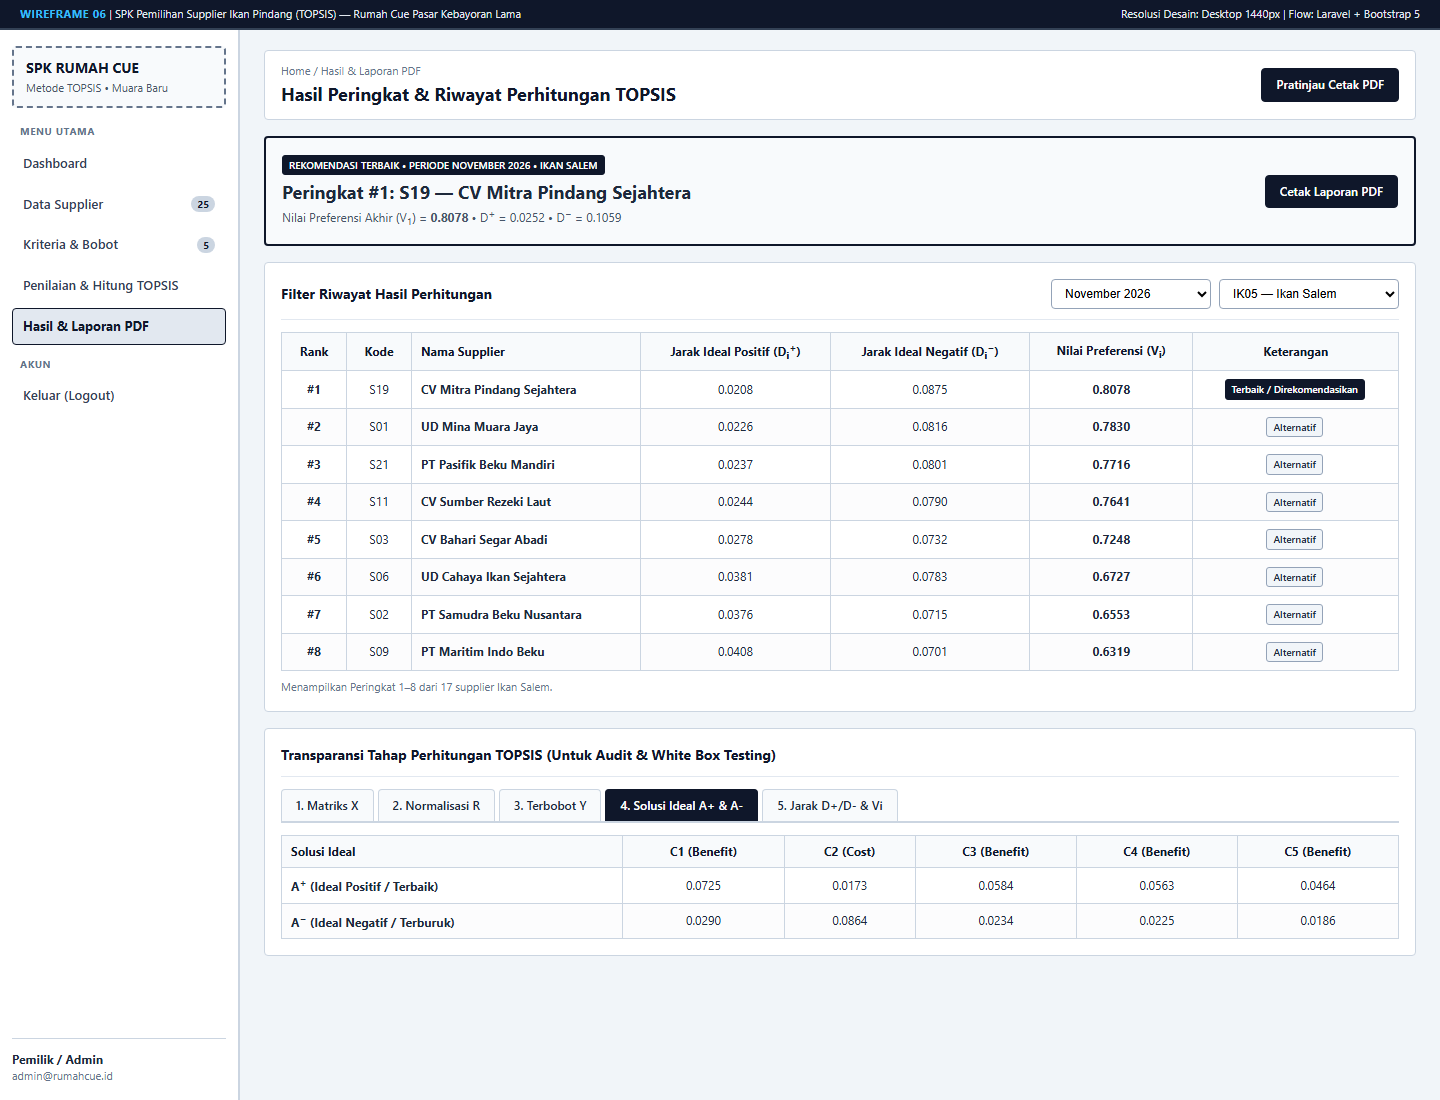 WIREFRAME 06 | SPK Pemilihan Supplier Ikan Pindang (TOPSIS) — Rumah Cue Pasar Kebayoran Lama
Resolusi Desain: Desktop 1440px | Flow: Laravel + Bootstrap 5
SPK RUMAH CUE
Metode TOPSIS • Muara Baru
MENU UTAMA
Dashboard
Data Supplier 25
Kriteria & Bobot 5
Penilaian & Hitung TOPSIS
Hasil & Laporan PDF
AKUN
Keluar (Logout)
Pemilik / Admin
admin@rumahcue.id
Home / Hasil & Laporan PDF
Hasil Peringkat & Riwayat Perhitungan TOPSIS
Pratinjau Cetak PDF
REKOMENDASI TERBAIK • PERIODE NOVEMBER 2026 • IKAN SALEM
Peringkat #1: S19 — CV Mitra Pindang Sejahtera
Nilai Preferensi Akhir (V₁) = 0.8078 • D⁺ = 0.0252 • D⁻ = 0.1059
Cetak Laporan PDF
Filter Riwayat Hasil Perhitungan
November 2026
IK05 — Ikan Salem
Rank Kode Nama Supplier Jarak Ideal Positif (Dᵢ⁺) Jarak Ideal Negatif (Dᵢ⁻) Nilai Preferensi (Vᵢ) Keterangan
#1 S19 CV Mitra Pindang Sejahtera 0.0208 0.0875 0.8078 Terbaik / Direkomendasikan
#2 S01 UD Mina Muara Jaya 0.0226 0.0816 0.7830 Alternatif
#3 S21 PT Pasifik Beku Mandiri 0.0237 0.0801 0.7716 Alternatif
#4 S11 CV Sumber Rezeki Laut 0.0244 0.0790 0.7641 Alternatif
#5 S03 CV Bahari Segar Abadi 0.0278 0.0732 0.7248 Alternatif
#6 S06 UD Cahaya Ikan Sejahtera 0.0381 0.0783 0.6727 Alternatif
#7 S02 PT Samudra Beku Nusantara 0.0376 0.0715 0.6553 Alternatif
#8 S09 PT Maritim Indo Beku 0.0408 0.0701 0.6319 Alternatif
Menampilkan Peringkat 1–8 dari 17 supplier Ikan Salem.
Transparansi Tahap Perhitungan TOPSIS (Untuk Audit & White Box Testing)
1. Matriks X 2. Normalisasi R 3. Terbobot Y 4. Solusi Ideal A+ & A- 5. Jarak D+/D- & Vi
Solusi Ideal C1 (Benefit) C2 (Cost) C3 (Benefit) C4 (Benefit) C5 (Benefit)
A⁺ (Ideal Positif / Terbaik) 0.0725 0.0173 0.0584 0.0563 0.0464
A⁻ (Ideal Negatif / Terburuk) 0.0290 0.0864 0.0234 0.0225 0.0186